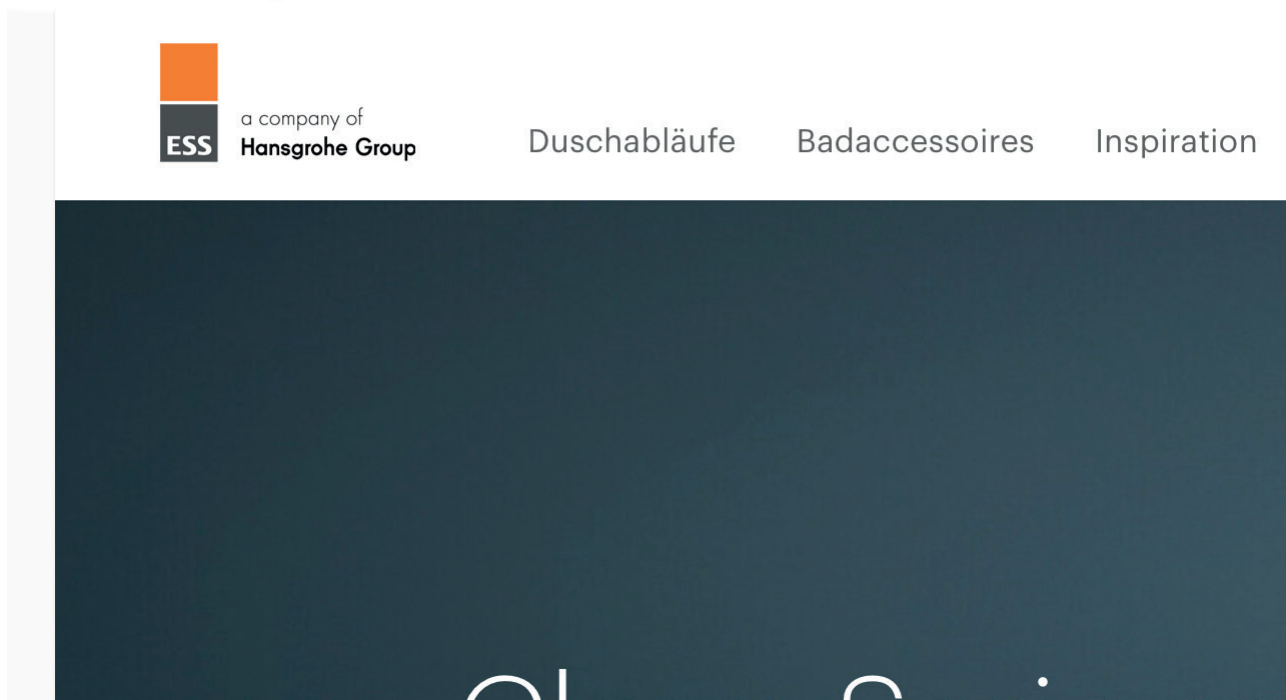 a company of
ESS Hansgrohe Group Duschabläufe Badaccessoires Inspiration